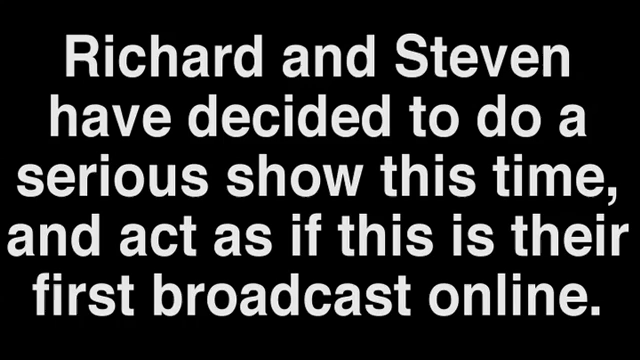 Richard and Steven
have decided to do a
serious show this time,
and act as if this is their
first broadcast online.